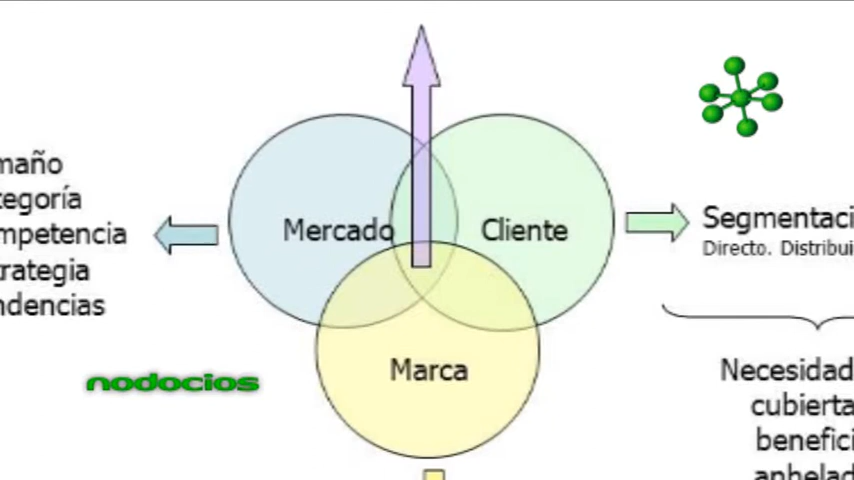 maño
tegoría
mpetencia
trategia
ndencias
Mercado
Cliente
Marca
nodocios
Segmentaci
Directo. Distribui
Necesidad
cubierta
benefici
anhelad